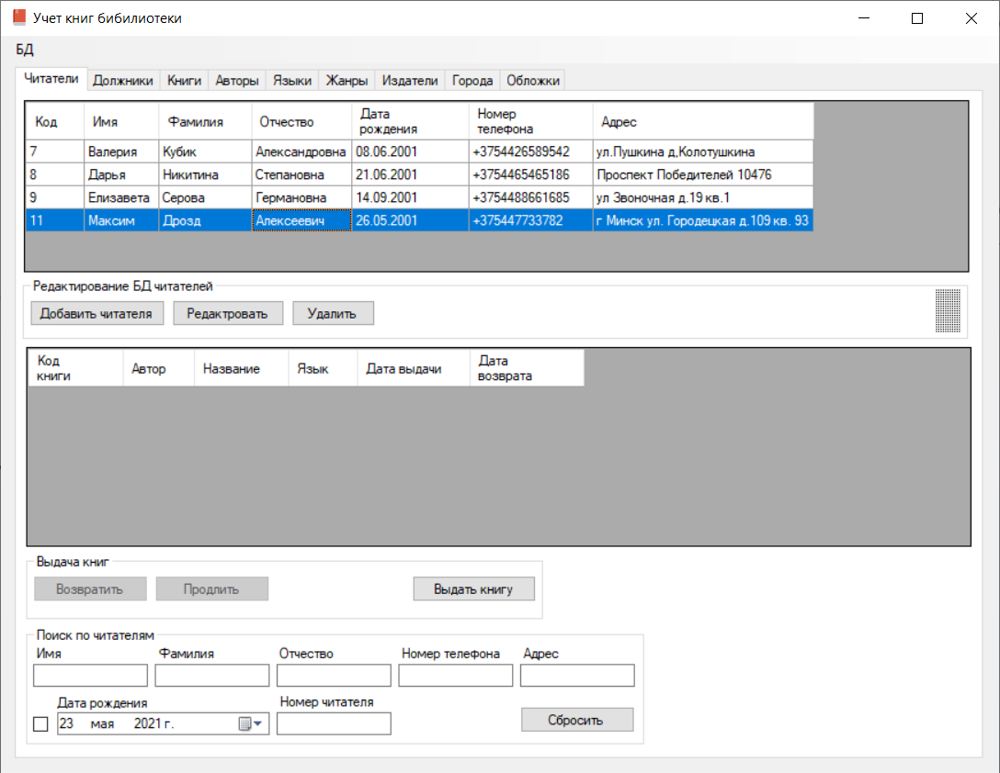 Учет книг бибилиотеки
БД
Читатели Должники Книги Авторы Языки Жанры Издатели Города Обложки
Код Имя Фамилия Отчество Дата рождения Номер телефона Адрес
7 Валерия Кубик Александровна 08.06.2001 +3754426589542 ул.Пушкина д,Колотушкина
8 Дарья Никитина Степановна 21.06.2001 +3754465465186 Проспект Победителей 10476
9 Елизавета Серова Германовна 14.09.2001 +3754488661685 ул Звоночная д.19 кв.1
11 Максим Дрозд Алексеевич 26.05.2001 +375447733782 г Минск ул. Городецкая д.109 кв. 93
Редактирование БД читателей
Добавить читателя Редактровать Удалить
Код книги Автор Название Язык Дата выдачи Дата возврата
Выдача книг
Возвратить Продлить Выдать книгу
Поиск по читателям
Имя Фамилия Отчество Номер телефона Адрес
Дата рождения Номер читателя
23 мая 2021 г. Сбросить